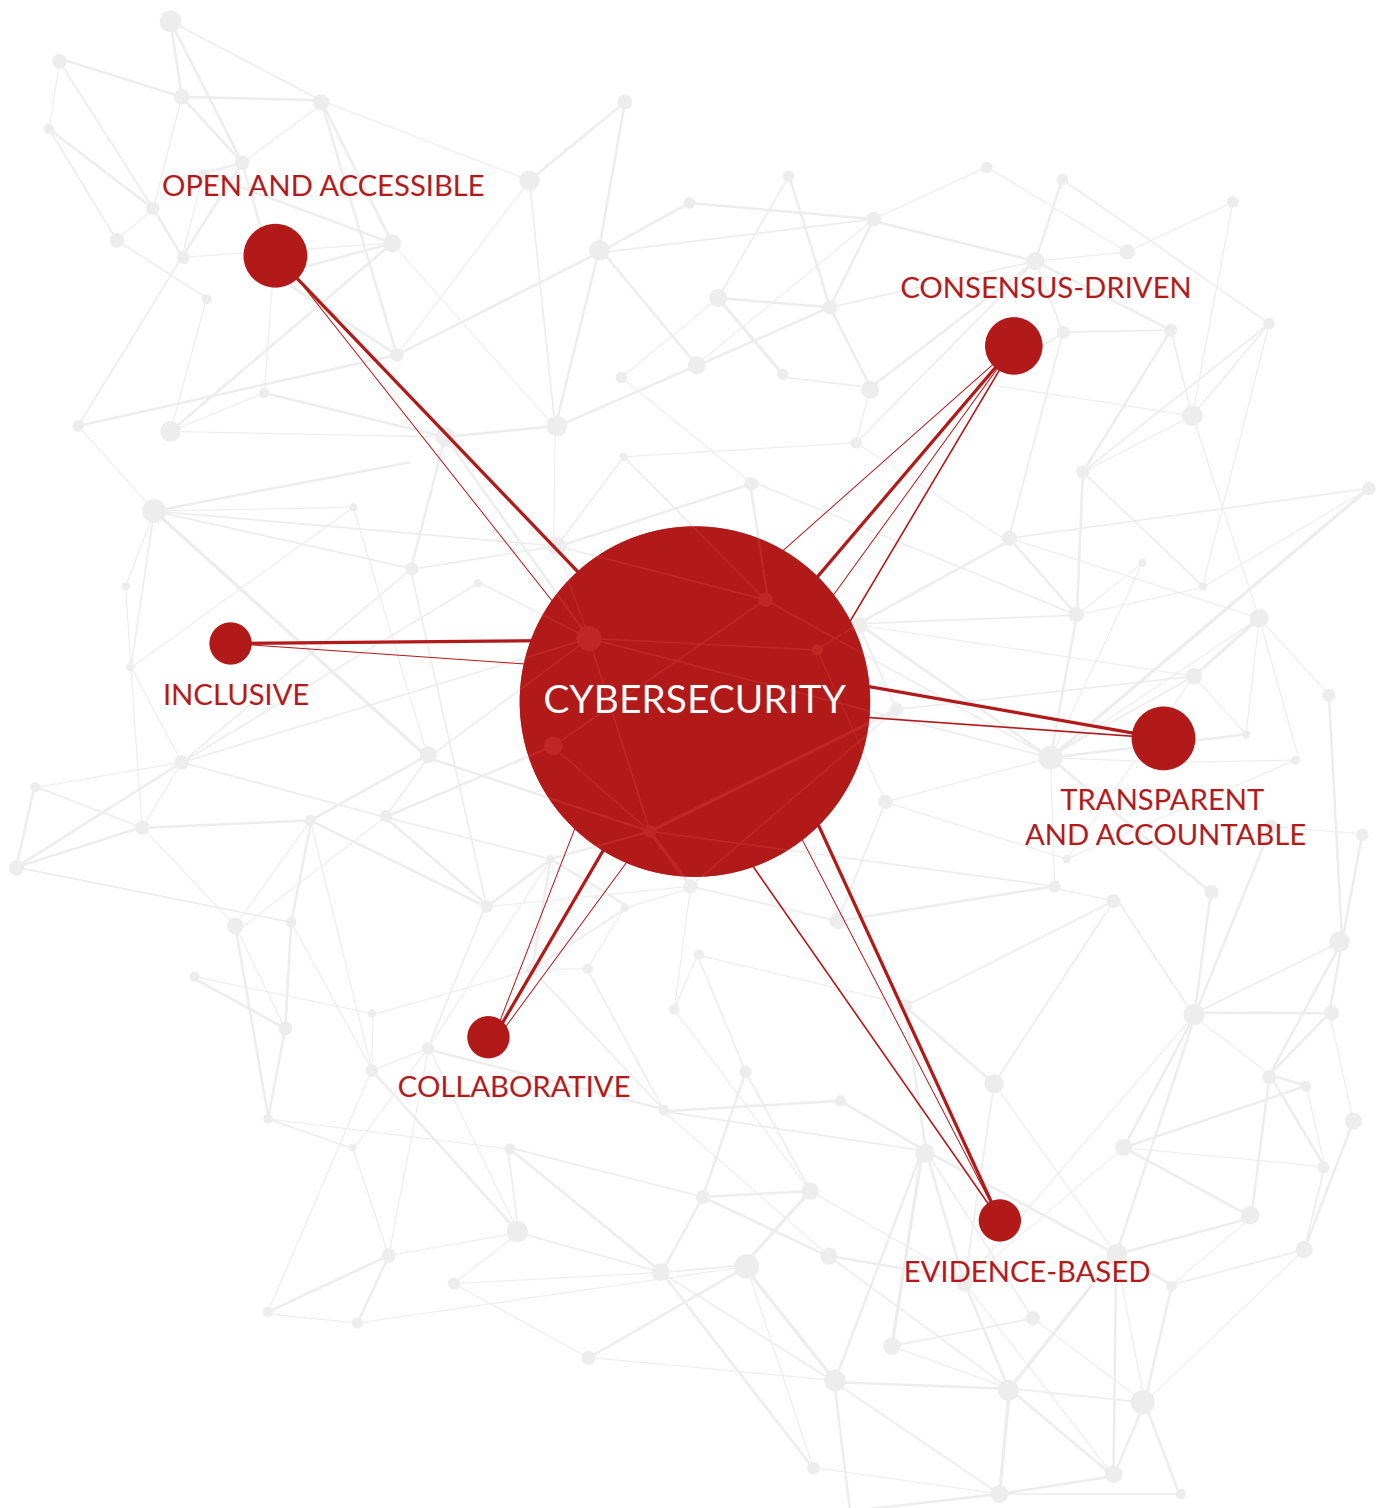 OPEN AND ACCESSIBLE
CONSENSUS-DRIVEN
INCLUSIVE
CYBERSECURITY
TRANSPARENT
AND ACCOUNTABLE
COLLABORATIVE
EVIDENCE-BASED